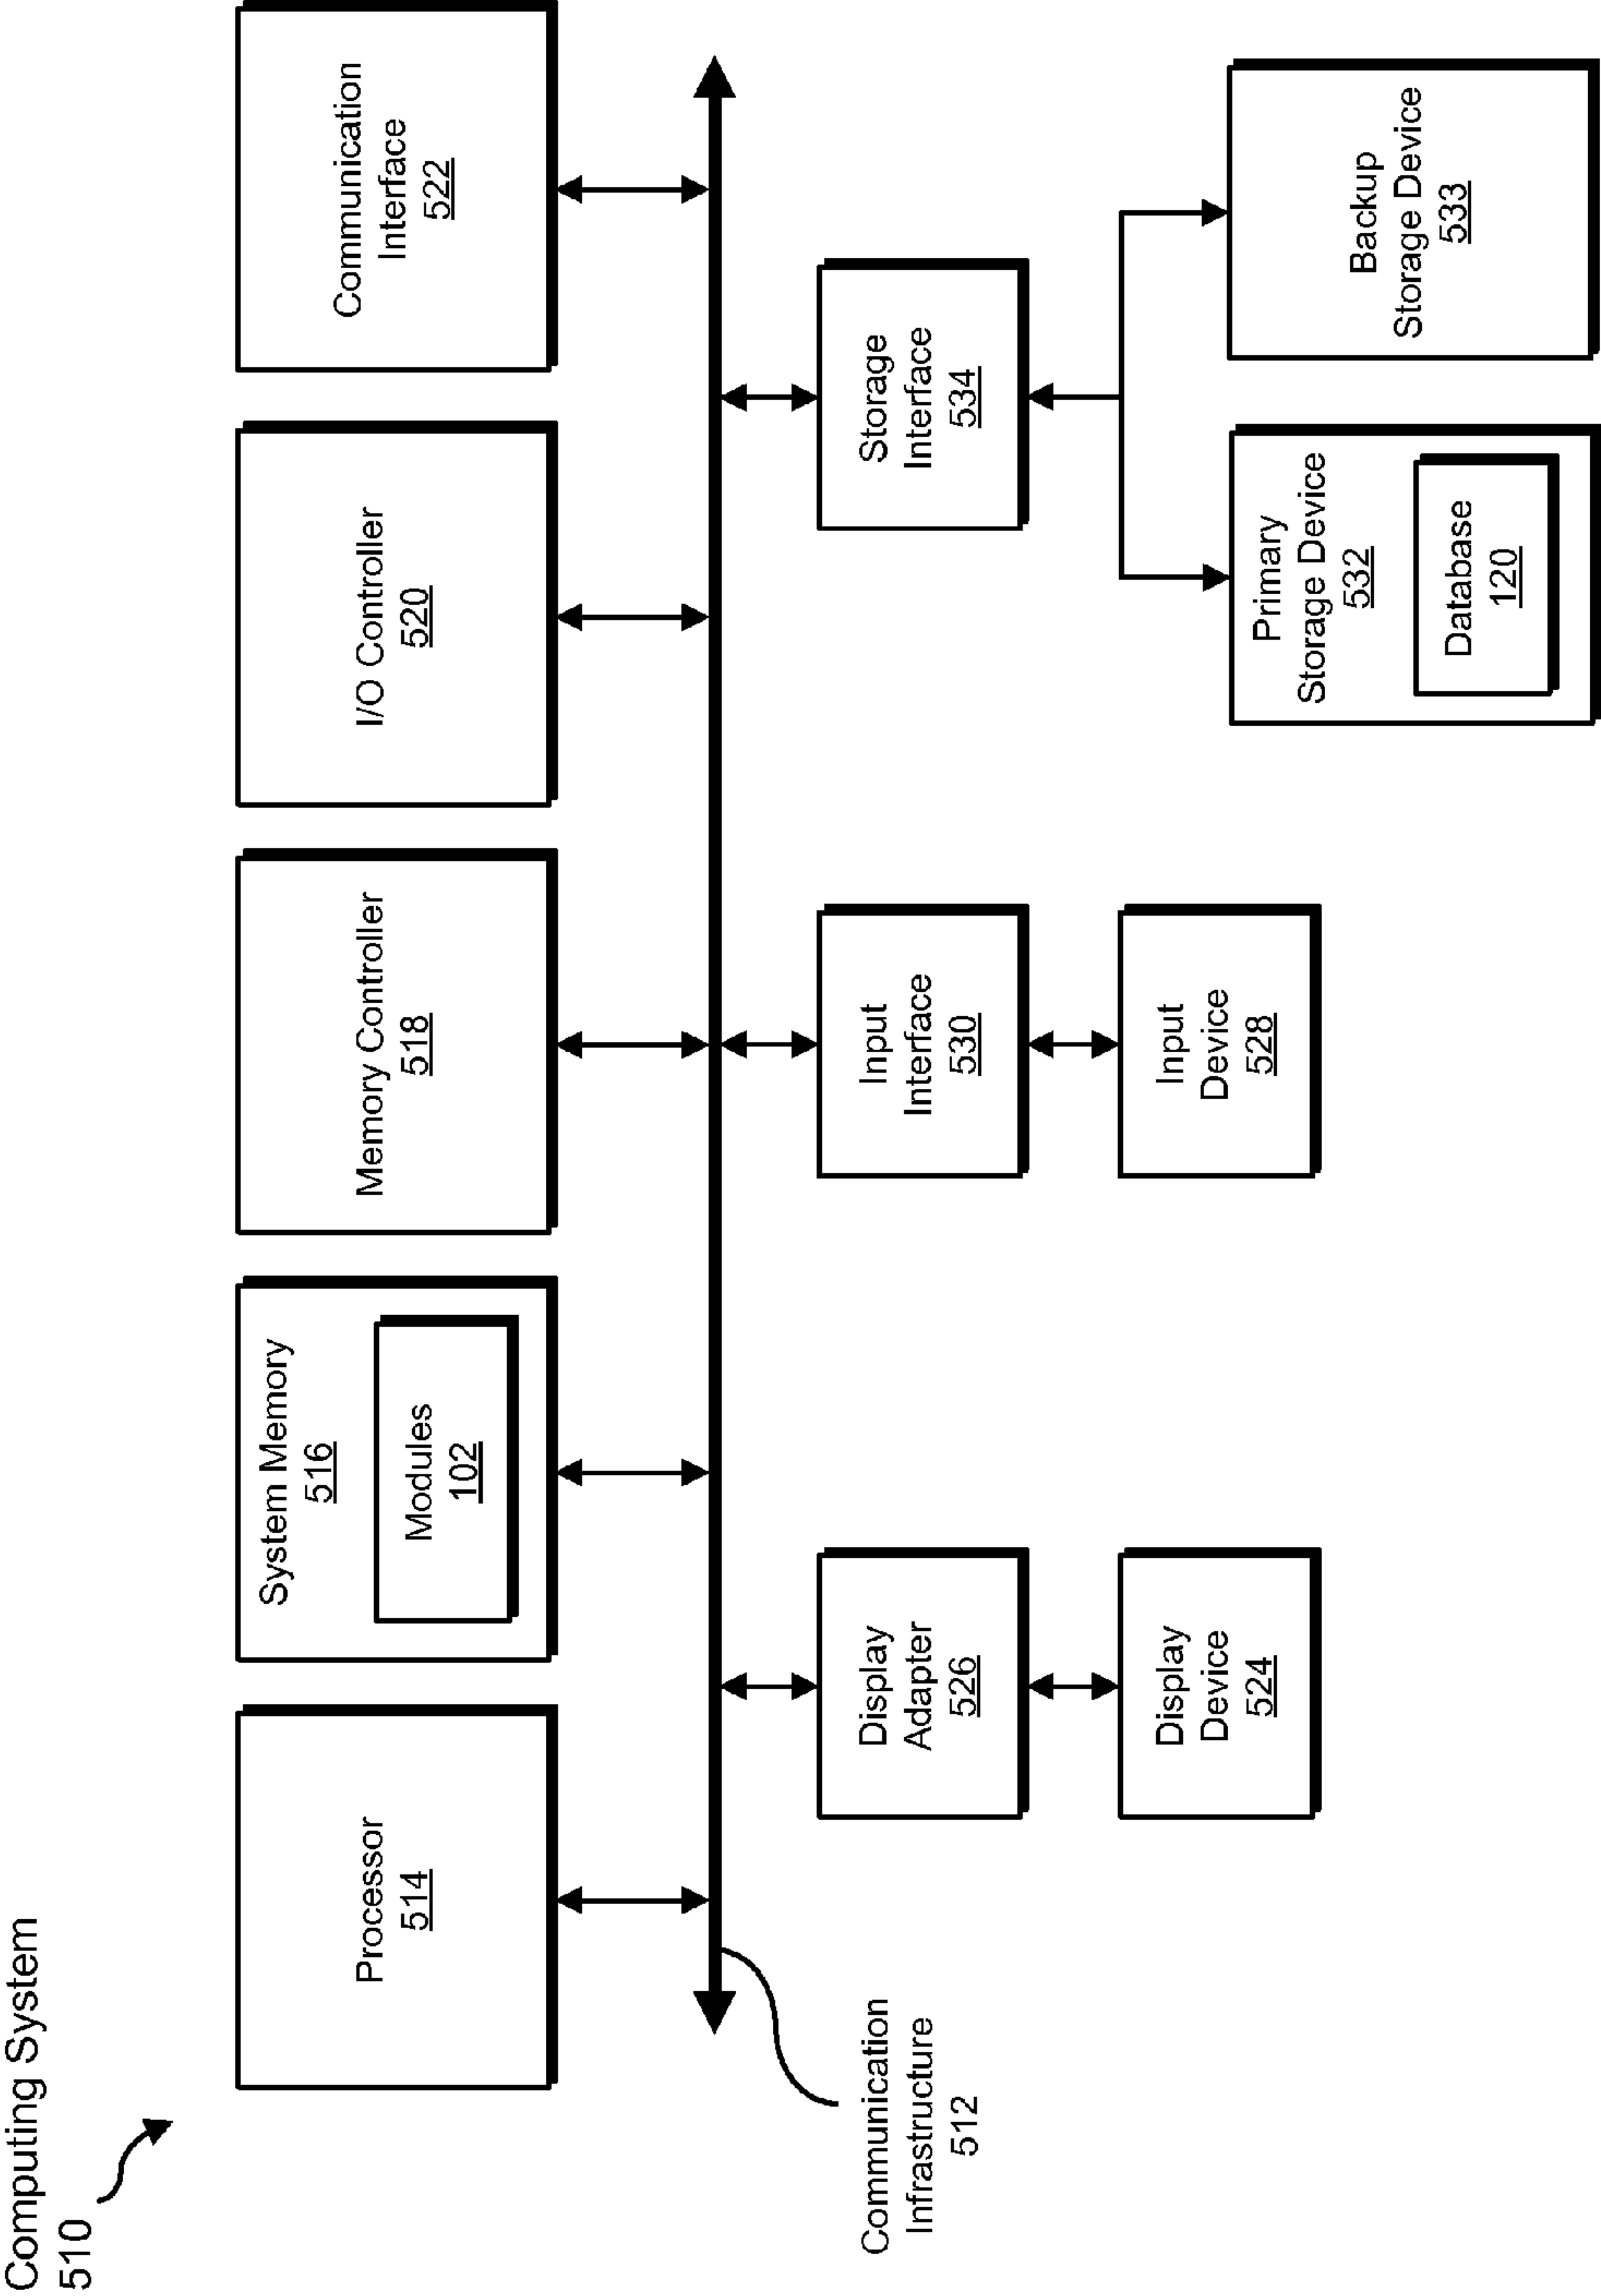 Computing System
510
Processor
514
System Memory
516
Modules
102
Memory Controller
518
I/O Controller
520
Communication
Interface
522
Communication
Infrastructure
512
Display
Adapter
526
Input
Interface
530
Storage
Interface
534
Display
Device
524
Input
Device
528
Primary
Storage Device
532
Database
120
Backup
Storage Device
533